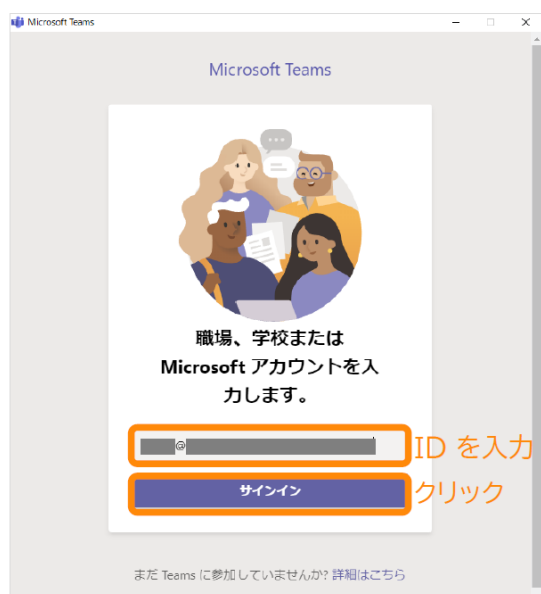 Microsoft Teams
Microsoft Teams
職場、学校または
Microsoft アカウントを入
力します。
@
ID を入力
サインイン
クリック
まだ Teams に参加していませんか? 詳細はこちら